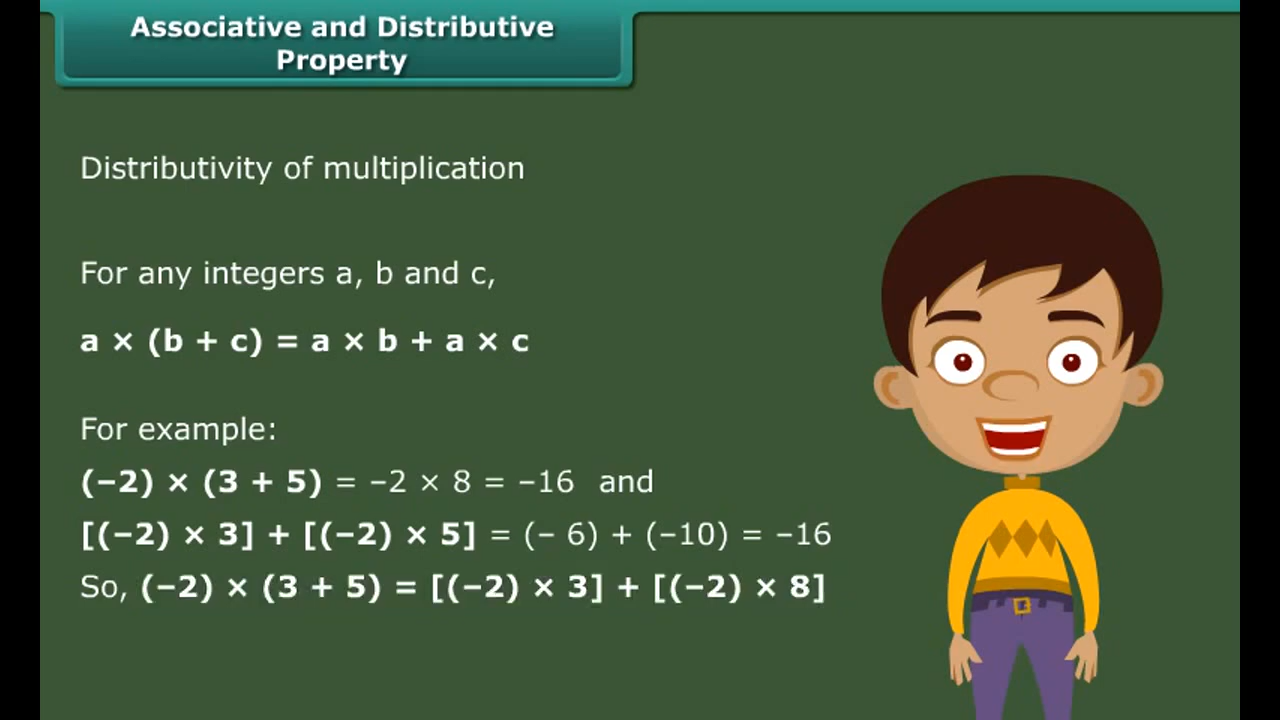 Associative and Distributive
Property
Distributivity of multiplication
For any integers a, b and c,
a × (b + c) = a × b + a × c
For example:
(–2) × (3 + 5) = –2 × 8 = –16 and
[(–2) × 3] + [(–2) × 5] = (– 6) + (–10) = –16
So, (–2) × (3 + 5) = [(–2) × 3] + [(–2) × 8]